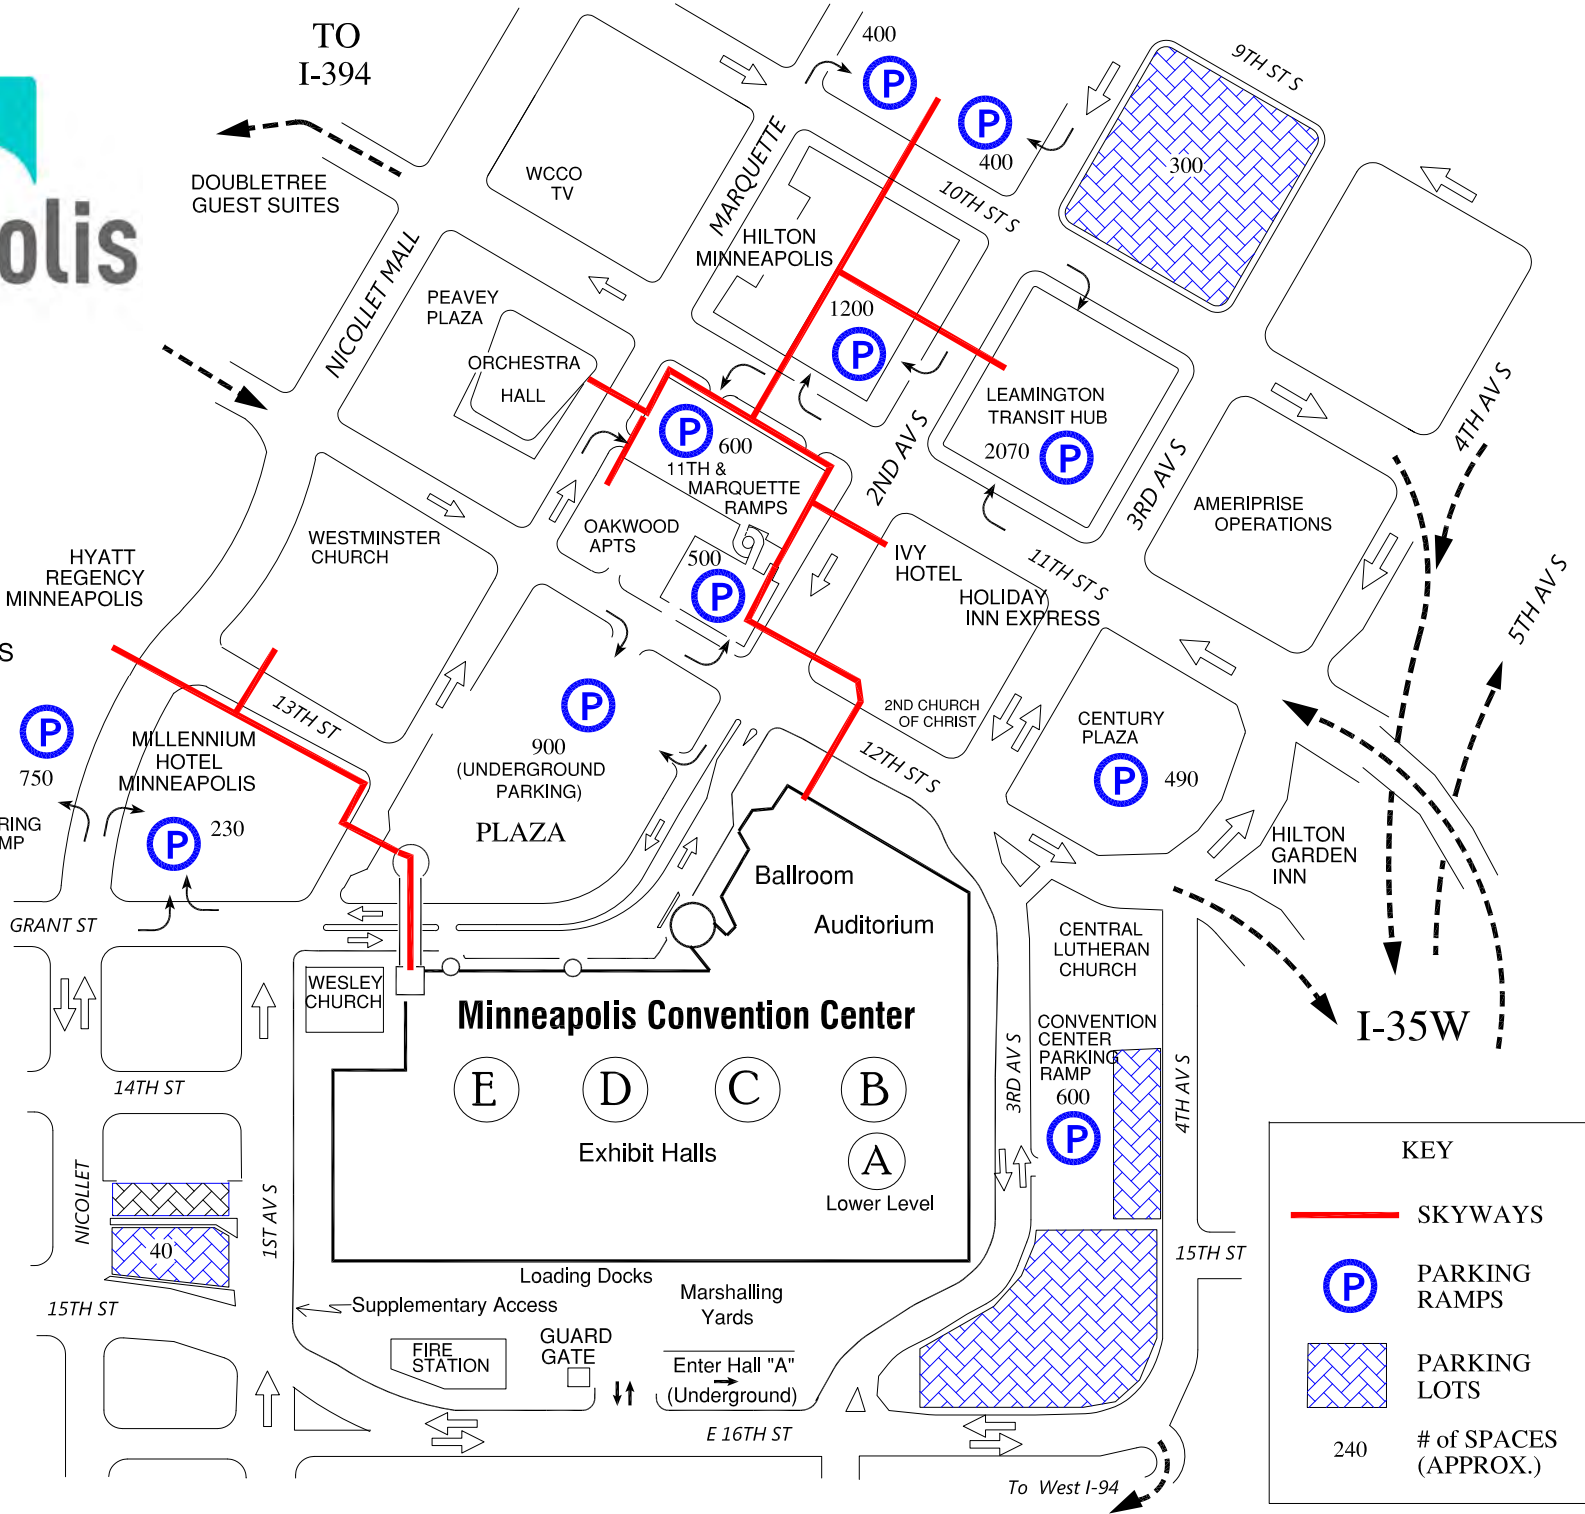 TO
I-394
400
P
P
400
9TH ST S
300
DOUBLETREE
GUEST SUITES
WCCO
TV
MARQUETTE
10TH ST S
olis
NICOLLET MALL
HILTON
MINNEAPOLIS
PEAVEY
PLAZA
1200
P
ORCHESTRA
HALL
LEAMINGTON
TRANSIT HUB
2070
P
4TH AV S
P
600
11TH &
MARQUETTE
RAMPS
2ND AV S
3RD AV S
AMERIPRISE
OPERATIONS
WESTMINSTER
CHURCH
OAKWOOD
APTS
500
P
IVY
HOTEL
11TH ST S
HOLIDAY
INN EXPRESS
5TH AV S
HYATT
REGENCY
MINNEAPOLIS
S
P
750
RING
MP
13TH ST
MILLENNIUM
HOTEL
MINNEAPOLIS
P
230
P
900
(UNDERGROUND
PARKING)
PLAZA
2ND CHURCH
OF CHRIST
12TH ST S
CENTURY
PLAZA
P
490
HILTON
GARDEN
INN
Ballroom
Auditorium
GRANT ST
CENTRAL
LUTHERAN
CHURCH
WESLEY
CHURCH
Minneapolis Convention Center
I-35W
E
D
C
B
Exhibit Halls
A
Lower Level
3RD AV S
CONVENTION
CENTER
PARKING
RAMP
600
P
4TH AV S
14TH ST
NICOLLET
1ST AV S
40
15TH ST
15TH ST
Loading Docks
Supplementary Access
Marshalling
Yards
FIRE
STATION
GUARD
GATE
Enter Hall "A"
(Underground)
E 16TH ST
To West I-94
KEY
SKYWAYS
P
PARKING
RAMPS
PARKING
LOTS
240
# of SPACES
(APPROX.)